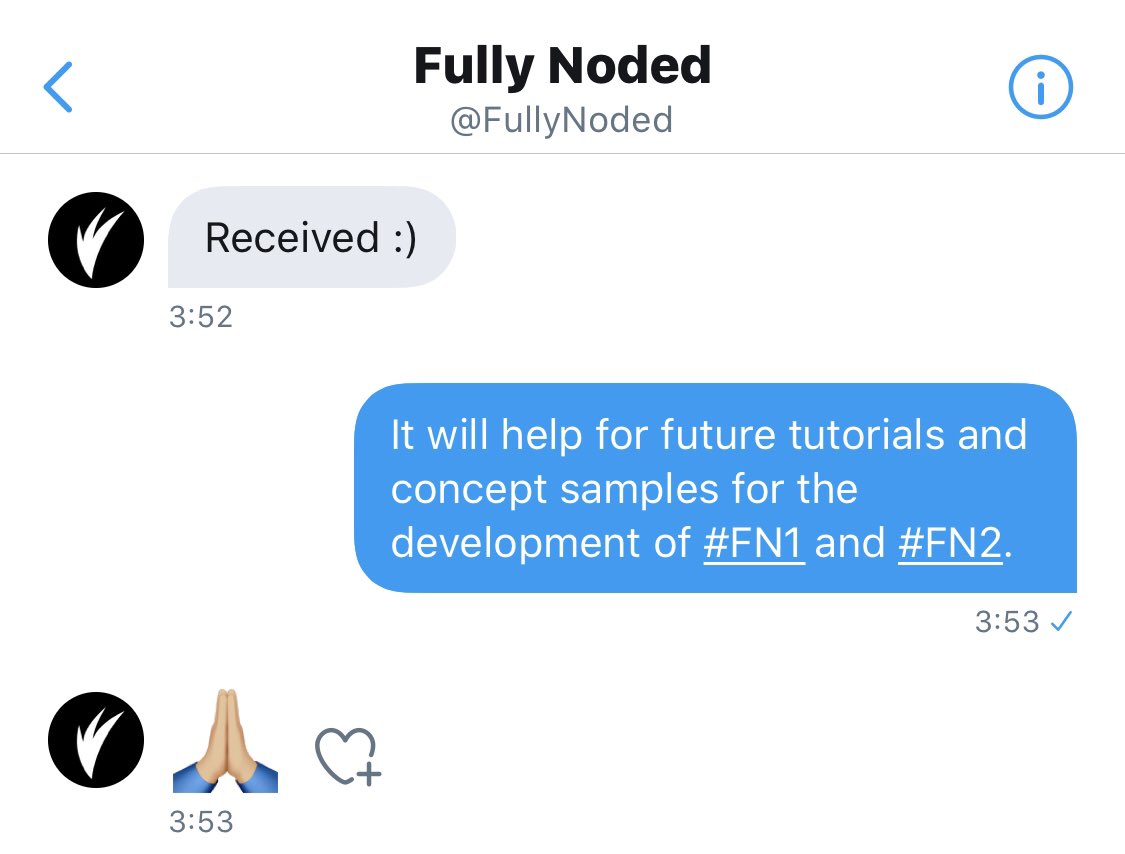 Fully Noded
@FullyNoded
Received :)
3:52
It will help for future tutorials and
concept samples for the
development of #FN1 and #FN2.
3:53
3:53